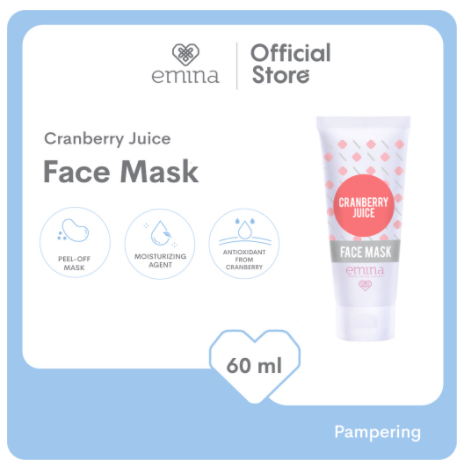 emina
Official
Store
Cranberry Juice
Face Mask
PEEL-OFF
MASK
MOISTURIZING
AGENT
ANTIOXIDANT
FROM
CRANBERRY
CRANBERRY
JUICE
FACE MASK
emina
60 ml
Pampering